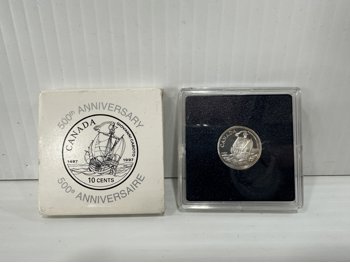 500th ANNIVERSARY
CANADA
1497
1997
10 CENTS
500e ANNIVERSAIRE
CANADA